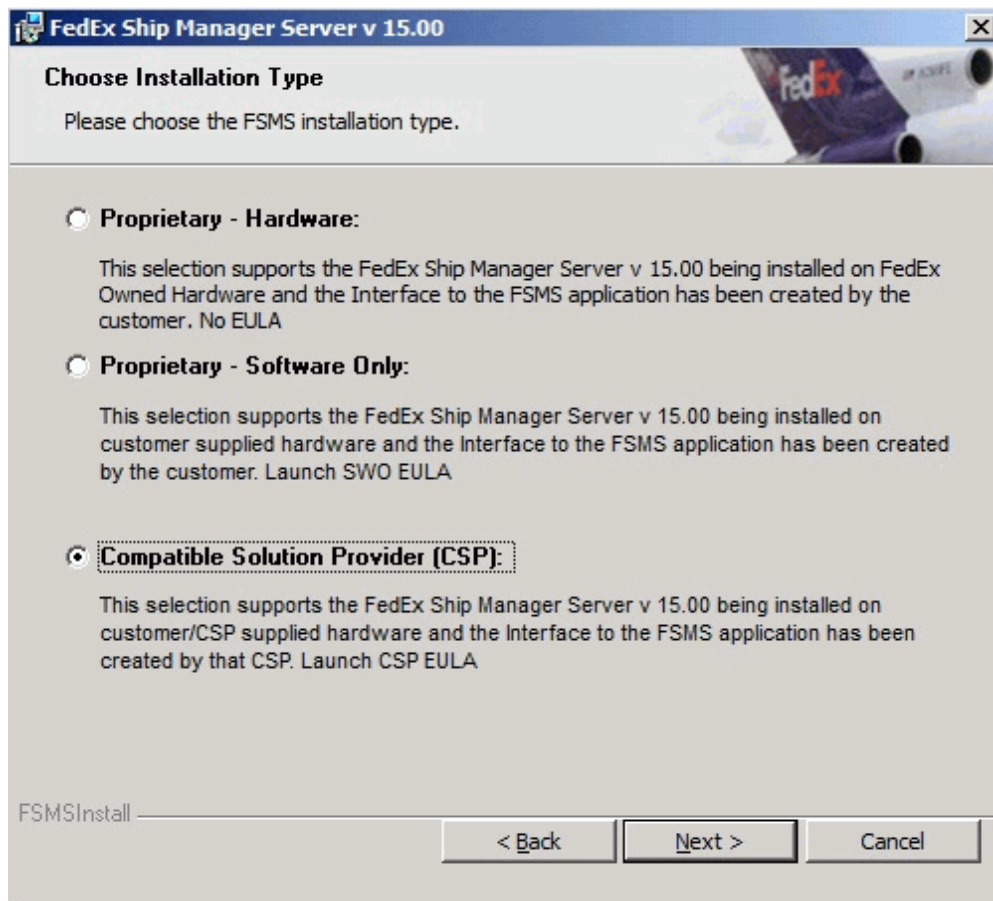 FedEx Ship Manager Server v 15.00
Choose Installation Type
Please choose the FSMS installation type.
FedEx
Proprietary - Hardware:
This selection supports the FedEx Ship Manager Server v 15.00 being installed on FedEx
Owned Hardware and the Interface to the FSMS application has been created by the
customer. No EULA
Proprietary - Software Only:
This selection supports the FedEx Ship Manager Server v 15.00 being installed on
customer supplied hardware and the Interface to the FSMS application has been created
by the customer. Launch SWO EULA
Compatible Solution Provider (CSP):
This selection supports the FedEx Ship Manager Server v 15.00 being installed on
customer/CSP supplied hardware and the Interface to the FSMS application has been
created by that CSP. Launch CSP EULA
FSMSInstall
< Back
Next >
Cancel